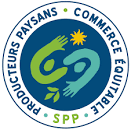 PRODUCTEURS PAYSANS • COMMERCE ÉQUITABLE •
SPP